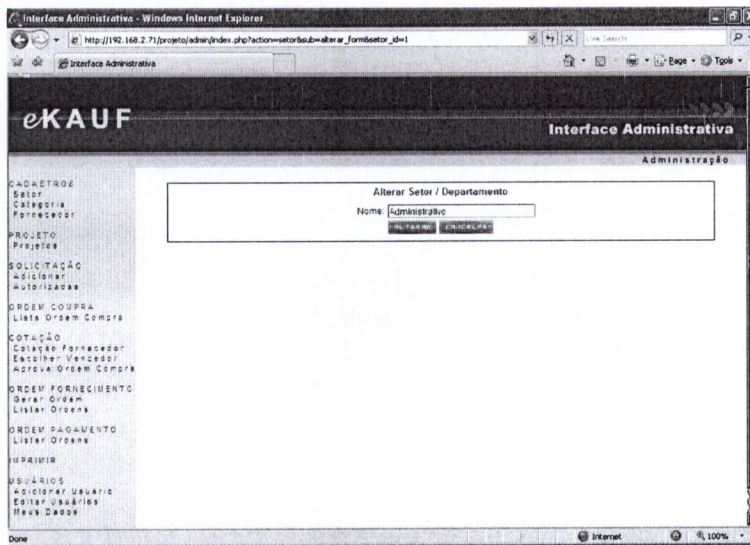 Interface Administrativa - Windows Internet Explorer
http://192.168.2.71/projeto/admin/index.php?action=setor&sub=alterar_form&setor_id=1
Live Search
Interface Administrativa
Page Tools
eKAUF
Interface Administrativa
Administração
CADASTROS
Setor
Categoria
Fornecedor
PROJETO
Projetos
SOLICITAÇÃO
Adicionar
Autorizadas
ORDEM COMPRA
Lista Ordem Compra
COTAÇÃO
Cotação Fornecedor
Escolher Vencedor
Aprova Ordem Compra
ORDEM FORNECIMENTO
Gerar Ordem
Listar Ordens
ORDEM PAGAMENTO
Listar Ordens
IMPRIMIR
USUÁRIOS
Adicionar Usuário
Editar Usuários
Meus Dados
Alterar Setor / Departamento
Nome: Administrativo
CANCELAR
Done
Internet
100%